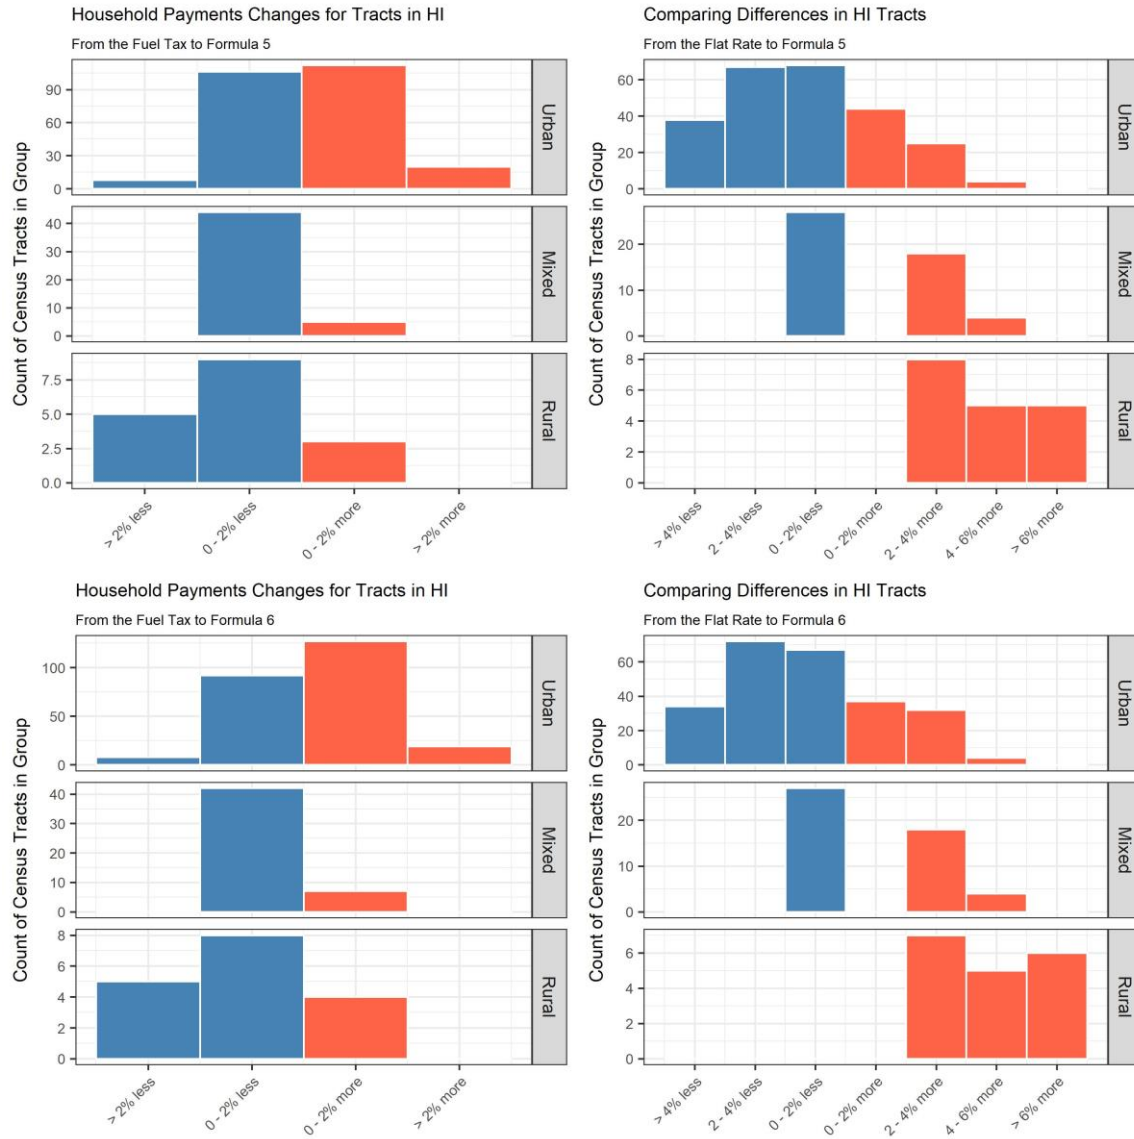 Household Payments Changes for Tracts in HI
From the Fuel Tax to Formula 5
Count of Census Tracts in Group
90
60
30
0
Urban
40
30
20
10
0
Mixed
7.5
5.0
2.5
0.0
Rural
> 2% less
0 - 2% less
0 - 2% more
> 2% more
Comparing Differences in HI Tracts
From the Flat Rate to Formula 5
Count of Census Tracts in Group
60
40
20
0
Urban
20
10
0
Mixed
8
6
4
2
0
Rural
> 4% less
2 - 4% less
0 - 2% less
0 - 2% more
2 - 4% more
4 - 6% more
> 6% more
Household Payments Changes for Tracts in HI
From the Fuel Tax to Formula 6
Count of Census Tracts in Group
100
50
0
Urban
40
30
20
10
0
Mixed
8
6
4
2
0
Rural
> 2% less
0 - 2% less
0 - 2% more
> 2% more
Comparing Differences in HI Tracts
From the Flat Rate to Formula 6
Count of Census Tracts in Group
60
40
20
0
Urban
20
10
0
Mixed
6
4
2
0
Rural
> 4% less
2 - 4% less
0 - 2% less
0 - 2% more
2 - 4% more
4 - 6% more
> 6% more